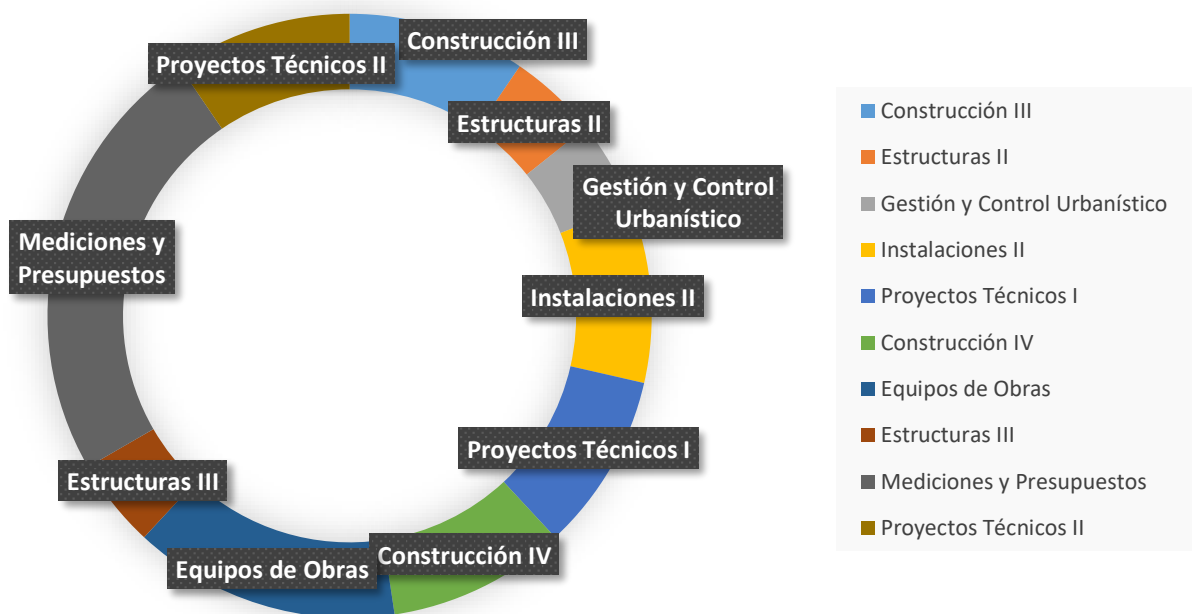 Construcción III
Proyectos Técnicos II
Estructuras II
Gestión y Control
Urbanístico
Mediciones y
Presupuestos
Instalaciones II
Proyectos Técnicos I
Estructuras III
Construcción IV
Equipos de Obras
Construcción III
Estructuras II
Gestión y Control Urbanístico
Instalaciones II
Proyectos Técnicos I
Construcción IV
Equipos de Obras
Estructuras III
Mediciones y Presupuestos
Proyectos Técnicos II